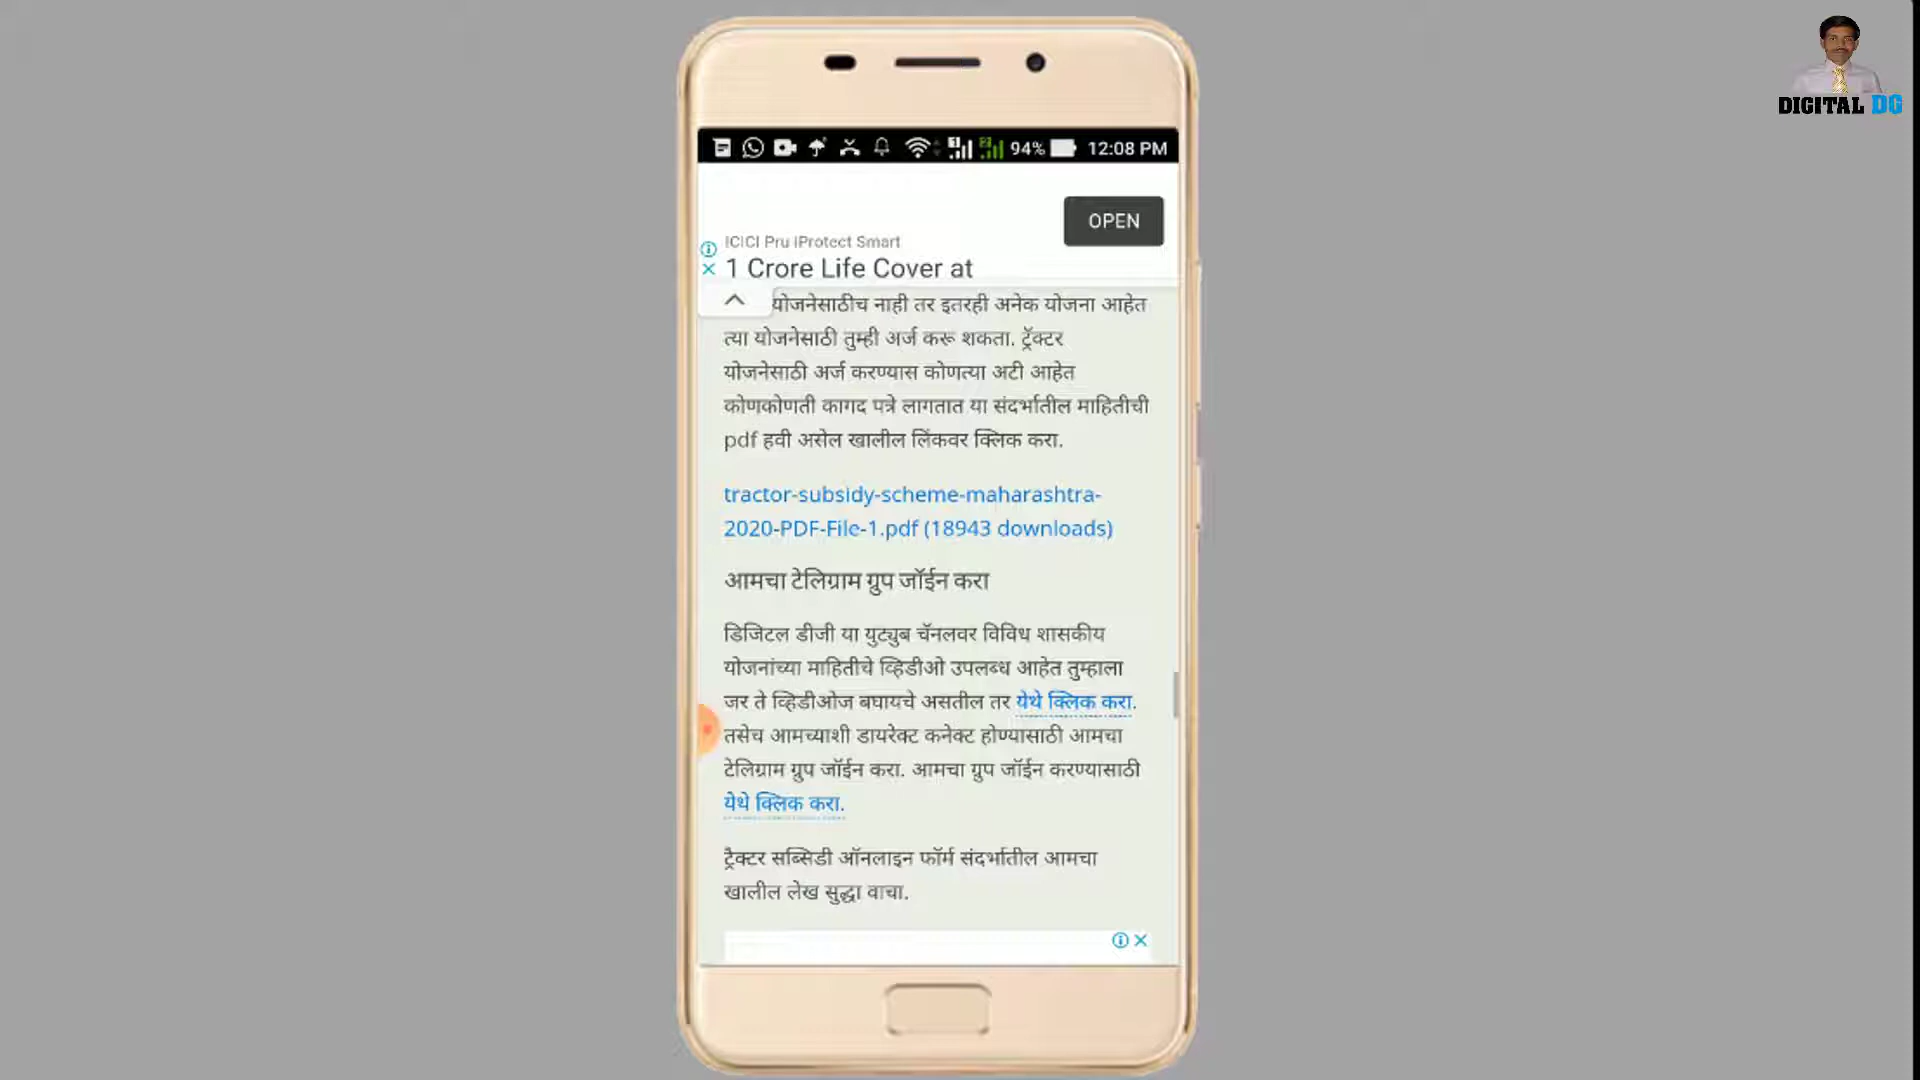 DIGITAL DG
94% 12:08 PM
OPEN
ICICI Pru iProtect Smart
1 Crore Life Cover at
योजनेसाठीच नाही तर इतरही अनेक योजना आहेत
त्या योजनेसाठी तुम्ही अर्ज करू शकता. ट्रॅक्टर
योजनेसाठी अर्ज करण्यास कोणत्या अटी आहेत
कोणकोणती कागद पत्रे लागतात या संदर्भातील माहितीची
pdf हवी असेल खालील लिंकवर क्लिक करा.
tractor-subsidy-scheme-maharashtra-
2020-PDF-File-1.pdf (18943 downloads)
आमचा टेलिग्राम ग्रुप जॉईन करा
डिजिटल डीजी या युट्युब चॅनलवर विविध शासकीय
योजनांच्या माहितीचे व्हिडीओ उपलब्ध आहेत तुम्हाला
जर ते व्हिडीओज बघायचे असतील तर येथे क्लिक करा.
तसेच आमच्याशी डायरेक्ट कनेक्ट होण्यासाठी आमचा
टेलिग्राम ग्रुप जॉईन करा. आमचा ग्रुप जॉईन करण्यासाठी
येथे क्लिक करा.
ट्रैक्टर सब्सिडी ऑनलाइन फॉर्म संदर्भातील आमचा
खालील लेख सुद्धा वाचा.